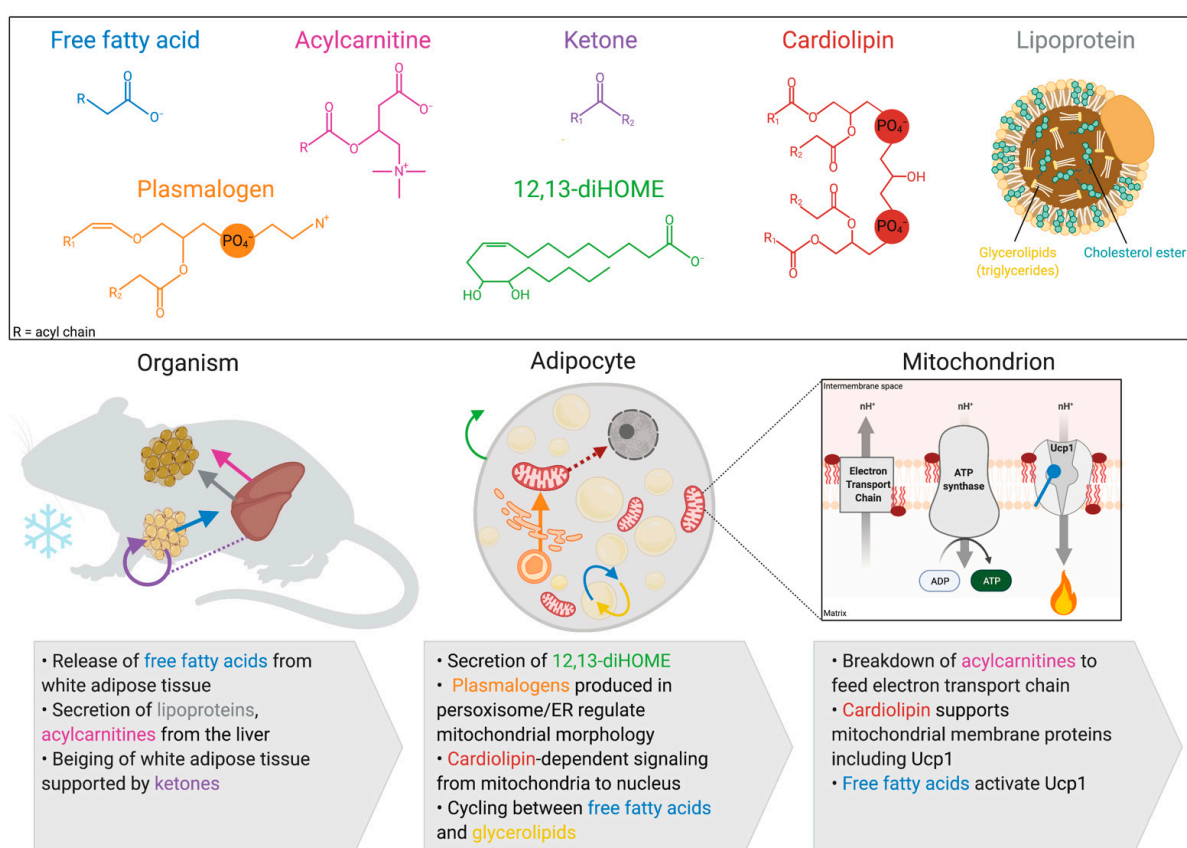 Free fatty acid
Acylcarnitine
Ketone
Cardiolipin
Lipoprotein
R
O
O⁻
R
O
O
O
O⁻
N⁺
R₁
O
R₂
R₁
O
O
O
R₂
O
PO₄⁻
OH
R₂
O
O
PO₄⁻
R₁
O
O
Glycerolipids
(triglycerides)
Cholesterol ester
Plasmalogen
12,13-diHOME
R₁
O
PO₄⁻
N⁺
O
R₂
O
O
O⁻
OH
OH
R = acyl chain
Organism
Adipocyte
Mitochondrion
Intermembrane space
nH⁺
nH⁺
nH⁺
Electron
Transport
Chain
ATP
synthase
Ucp1
ADP
ATP
Matrix
• Release of free fatty acids from
white adipose tissue
• Secretion of lipoproteins,
acylcarnitines from the liver
• Beiging of white adipose tissue
supported by ketones
• Secretion of 12,13-diHOME
• Plasmalogens produced in
persoxisome/ER regulate
mitochondrial morphology
• Cardiolipin-dependent signaling
from mitochondria to nucleus
• Cycling between free fatty acids
and glycerolipids
• Breakdown of acylcarnitines to
feed electron transport chain
• Cardiolipin supports
mitochondrial membrane proteins
including Ucp1
• Free fatty acids activate Ucp1